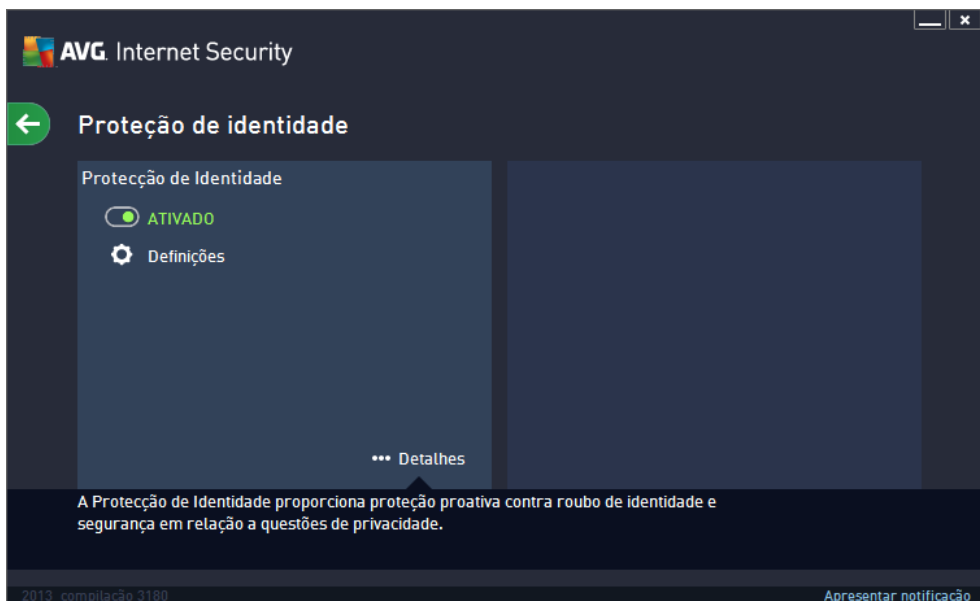 AVG. Internet Security
Proteção de identidade
Protecção de Identidade
ATIVADO
Definições
Detalhes
A Protecção de Identidade proporciona proteção proativa contra roubo de identidade e
segurança em relação a questões de privacidade.
2013 compilação 3180
Apresentar notificação